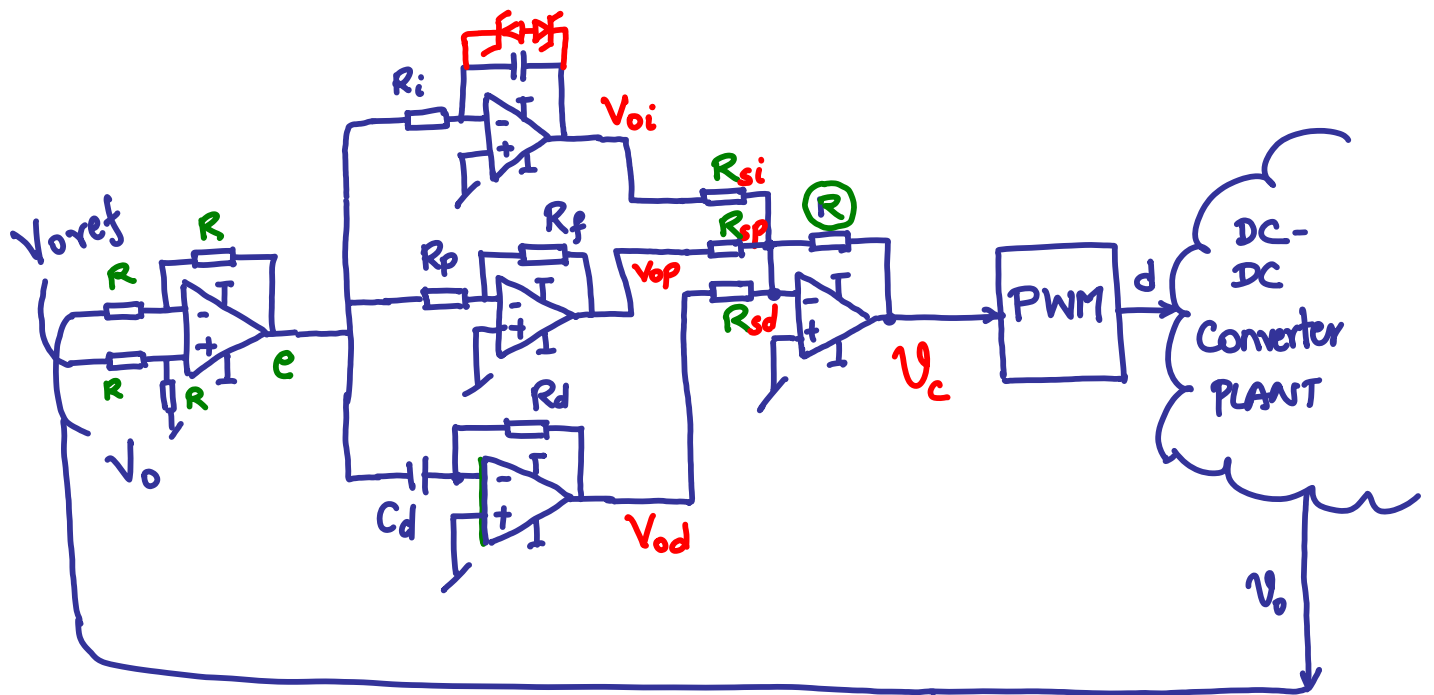 Voref
R
R
R
R
e
Vo
Ri
-
+
Voi
Rp
Rf
-
+
vop
Cd
Rd
-
+
Vod
-
+
Rsi
Rsp
Rsd
R
-
+
Vc
PWM
d
DC-
DC
Converter
PLANT
Vo